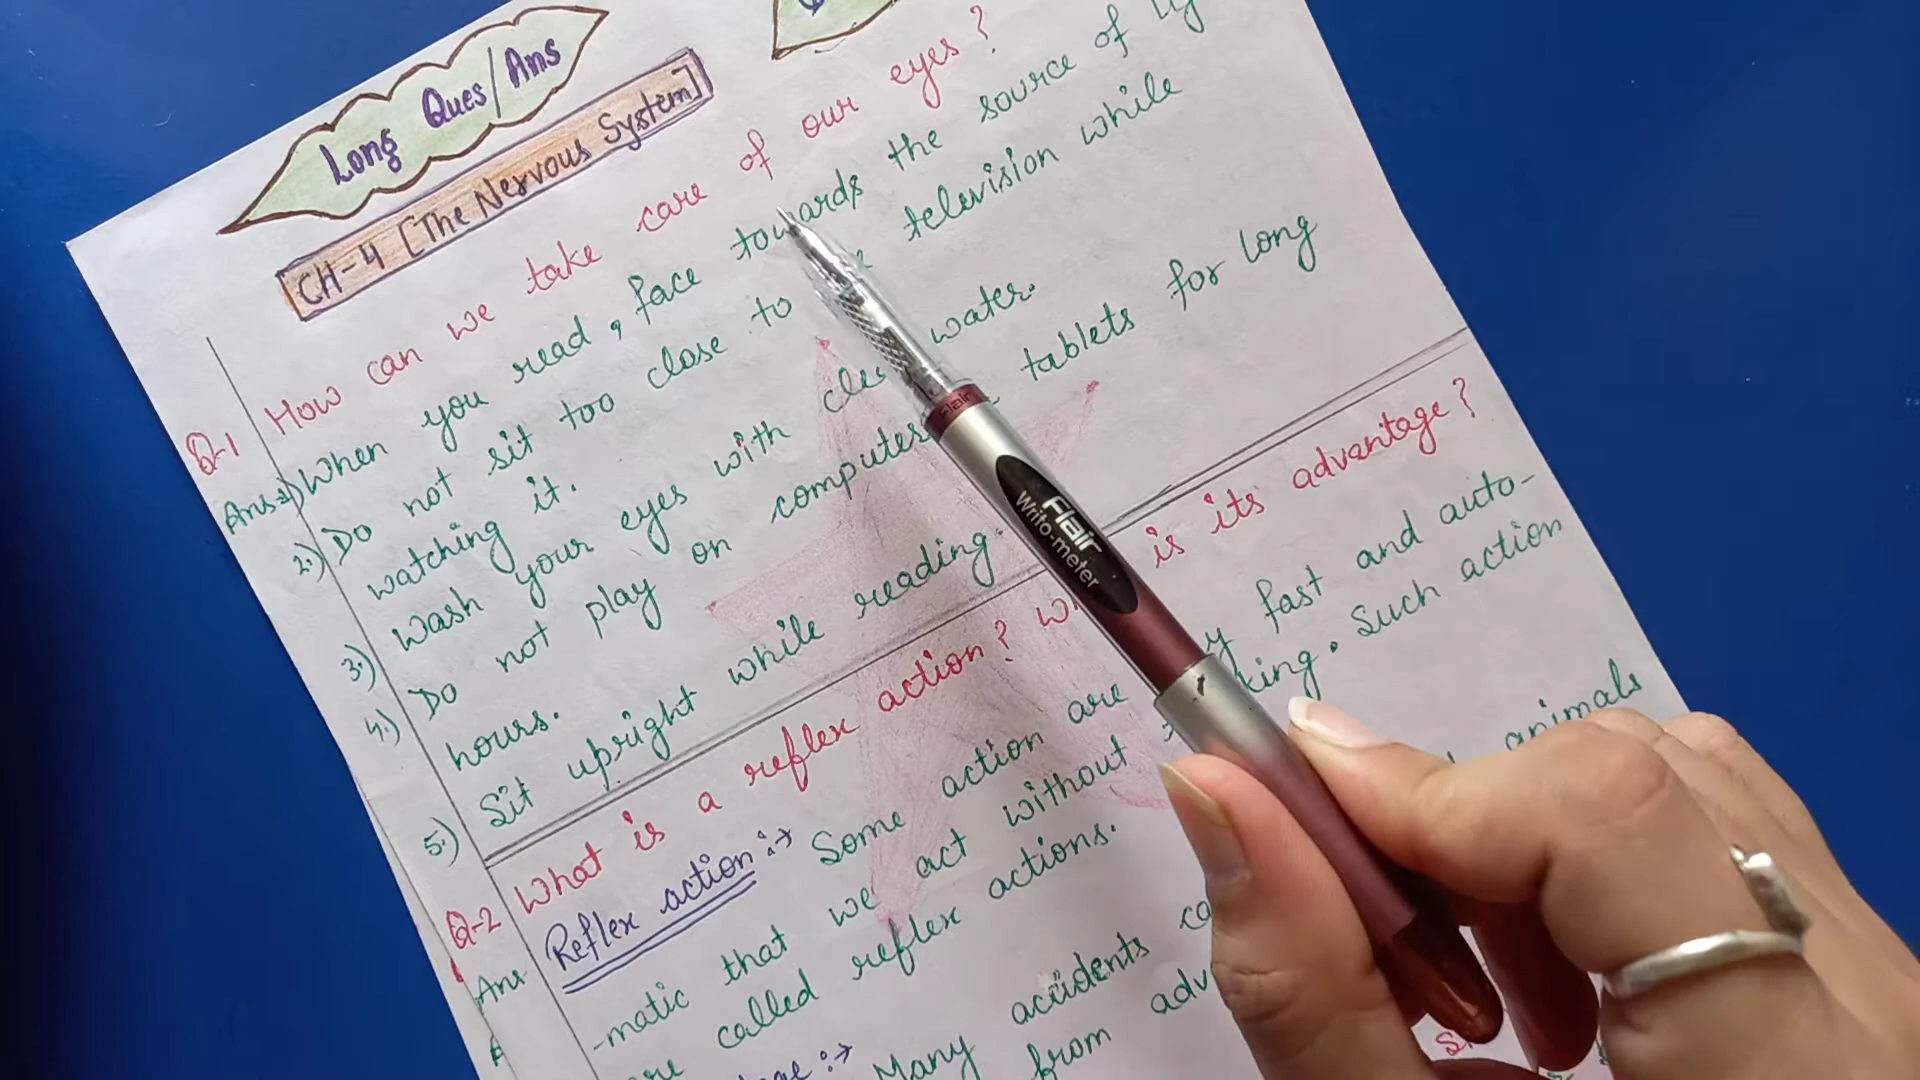 Long Ques/Ans
CH-4 [The Nervous System]
Q-1 How can we take care of our eyes?
Ans 1) When you read, face towards the source of
2.) Do not sit too close to television while
watching it.
3.) Wash your eyes with water.
4.) Do not play on computers tablets for long
hours.
5.) Sit upright while reading.
Q-2 What is a reflex action? is its advantage?
Ans Reflex action :→ Some action are fast and auto-
-matic that we act without Such action
called reflex actions.
Many accidents animals
from
Flair
Flair
Writo-meter